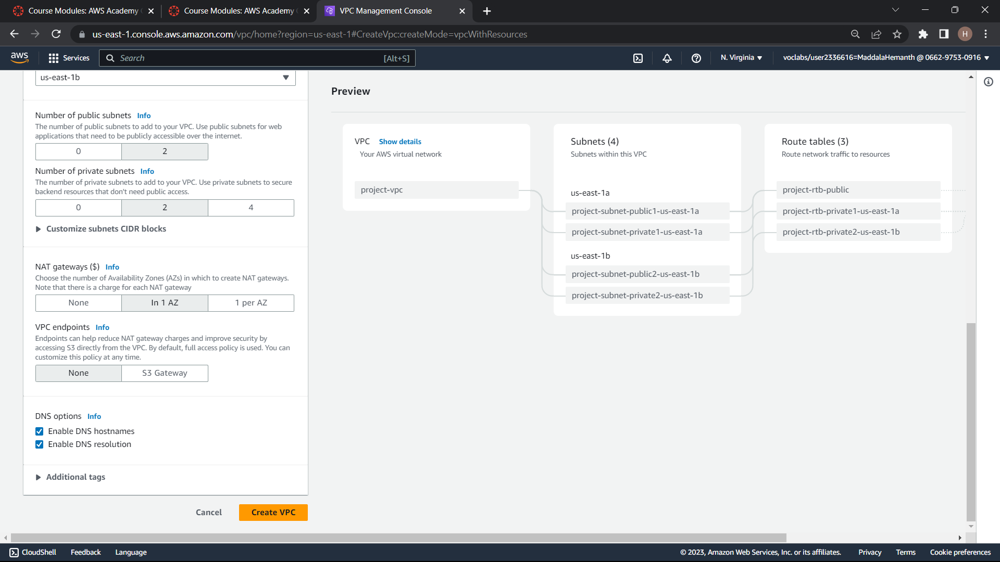 Course Modules: AWS Academy
Course Modules: AWS Academy
VPC Management Console
us-east-1.console.aws.amazon.com/vpc/home?region=us-east-1#CreateVpc:createMode=vpcWithResources
H
aws
Services
Search
[Alt+S]
N. Virginia
voclabs/user2336616=MaddalaHemanth @ 0662-9753-0916
us-east-1b
Number of public subnets Info
The number of public subnets to add to your VPC. Use public subnets for web
applications that need to be publicly accessible over the internet.
0 2
Number of private subnets Info
The number of private subnets to add to your VPC. Use private subnets to secure
backend resources that don't need public access.
0 2 4
Customize subnets CIDR blocks
NAT gateways ($) Info
Choose the number of Availability Zones (AZs) in which to create NAT gateways.
Note that there is a charge for each NAT gateway
None In 1 AZ 1 per AZ
VPC endpoints Info
Endpoints can help reduce NAT gateway charges and improve security by
accessing S3 directly from the VPC. By default, full access policy is used. You can
customize this policy at any time.
None S3 Gateway
DNS options Info
Enable DNS hostnames
Enable DNS resolution
Additional tags
Cancel Create VPC
Preview
VPC Show details
Your AWS virtual network
project-vpc
Subnets (4)
Subnets within this VPC
us-east-1a
project-subnet-public1-us-east-1a
project-subnet-private1-us-east-1a
us-east-1b
project-subnet-public2-us-east-1b
project-subnet-private2-us-east-1b
Route tables (3)
Route network traffic to resources
project-rtb-public
project-rtb-private1-us-east-1a
project-rtb-private2-us-east-1b
CloudShell Feedback Language
© 2023, Amazon Web Services, Inc. or its affiliates. Privacy Terms Cookie preferences